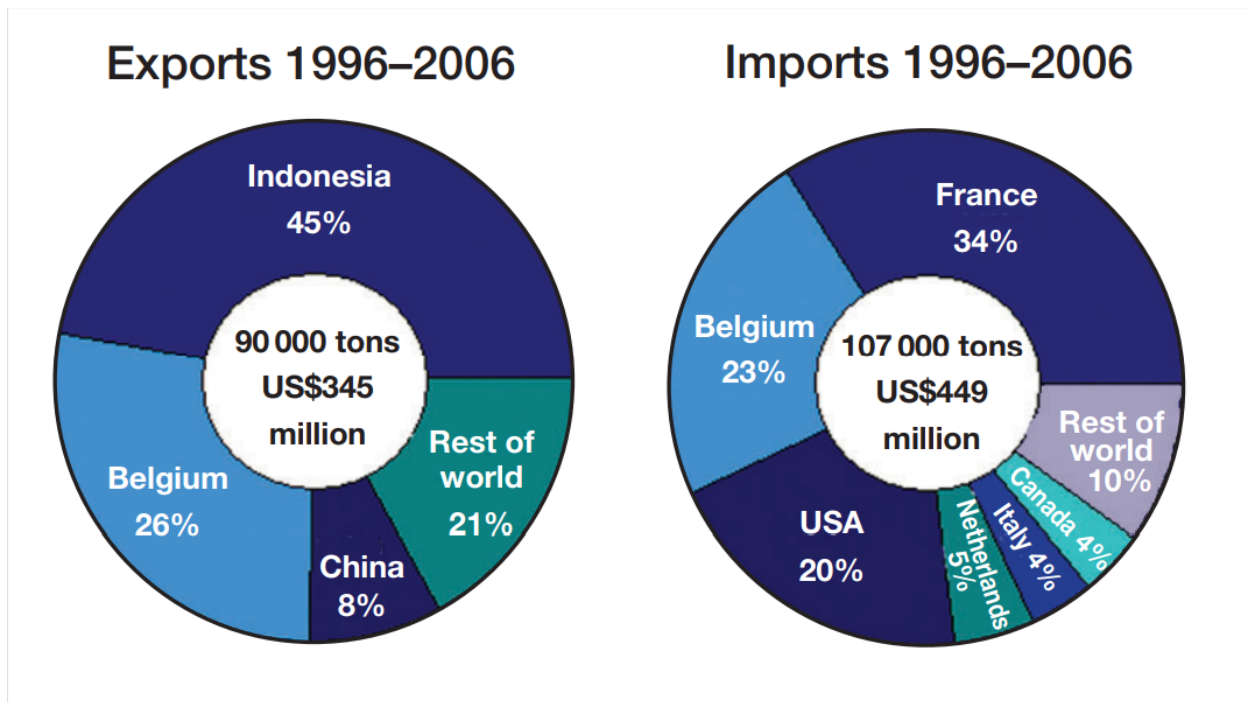 Exports 1996–2006
Indonesia
45%
90 000 tons
US$345
million
Rest of
world
21%
Belgium
26%
China
8%
Imports 1996–2006
France
34%
Belgium
23%
107 000 tons
US$449
million
Rest of
world
10%
Canada 4%
Italy 4%
Netherlands
5%
USA
20%